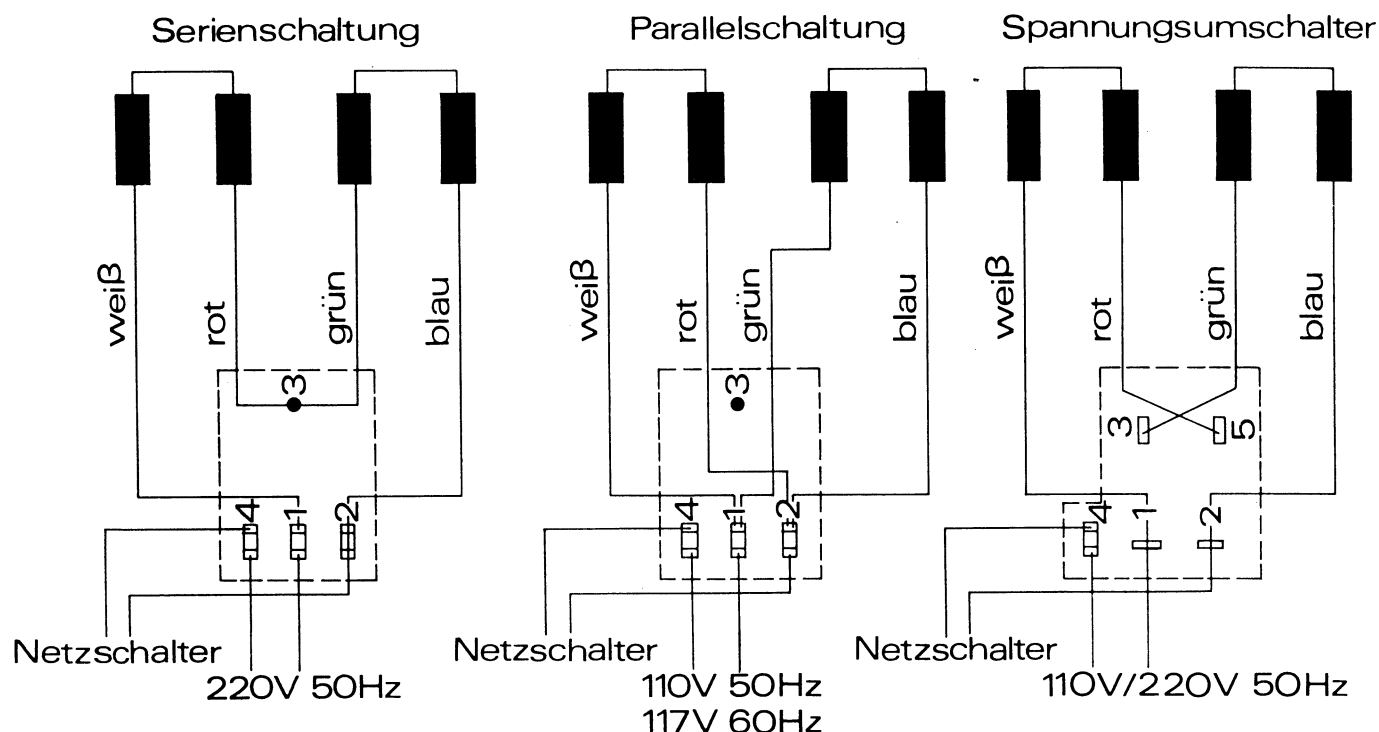 Serienschaltung
Parallelschaltung
Spannungsumschalter
weiß
rot
grün
blau
weiß
rot
grün
blau
weiß
rot
grün
blau
3
3
3
5
4
1
2
4
1
2
4
1
2
Netzschalter
Netzschalter
Netzschalter
220V 50Hz
110V 50Hz
117V 60Hz
110V/220V 50Hz